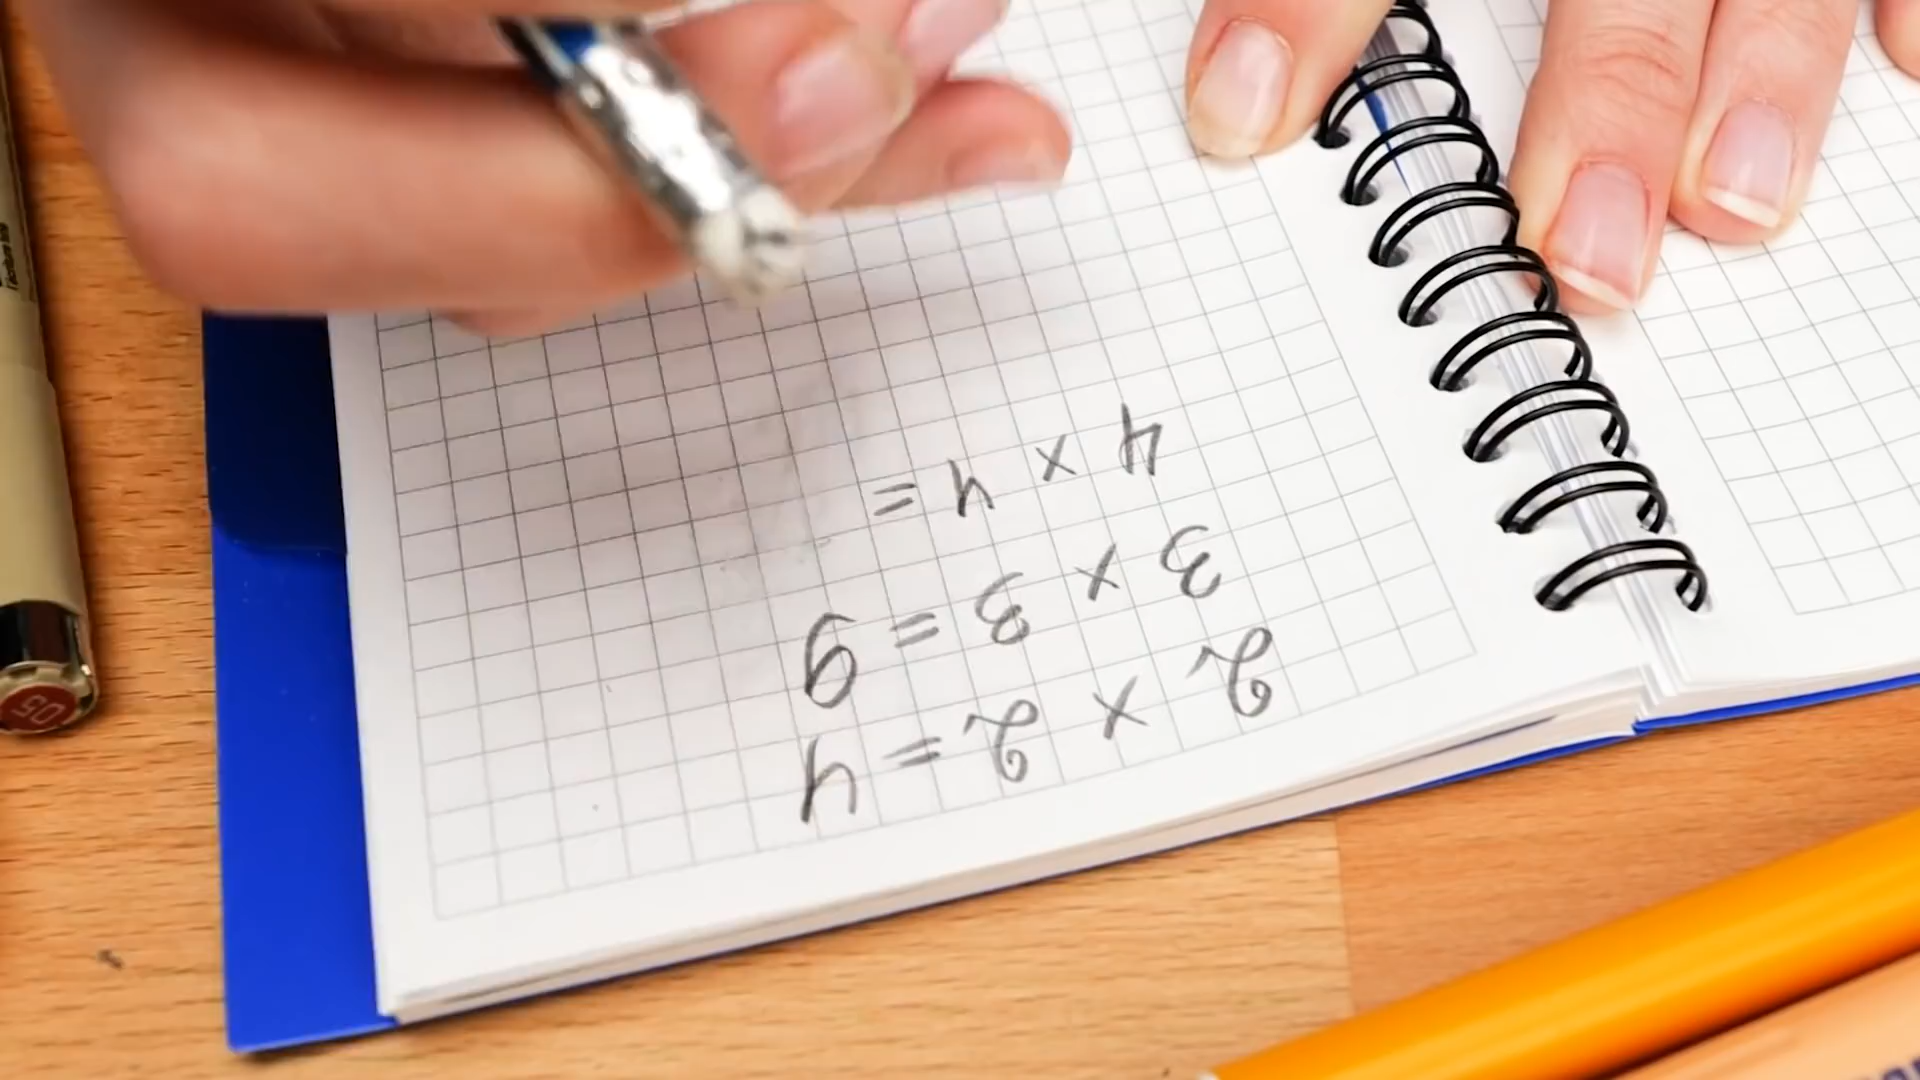 2 x 2 = 4
3 x 3 = 9
4 x 4 =
05